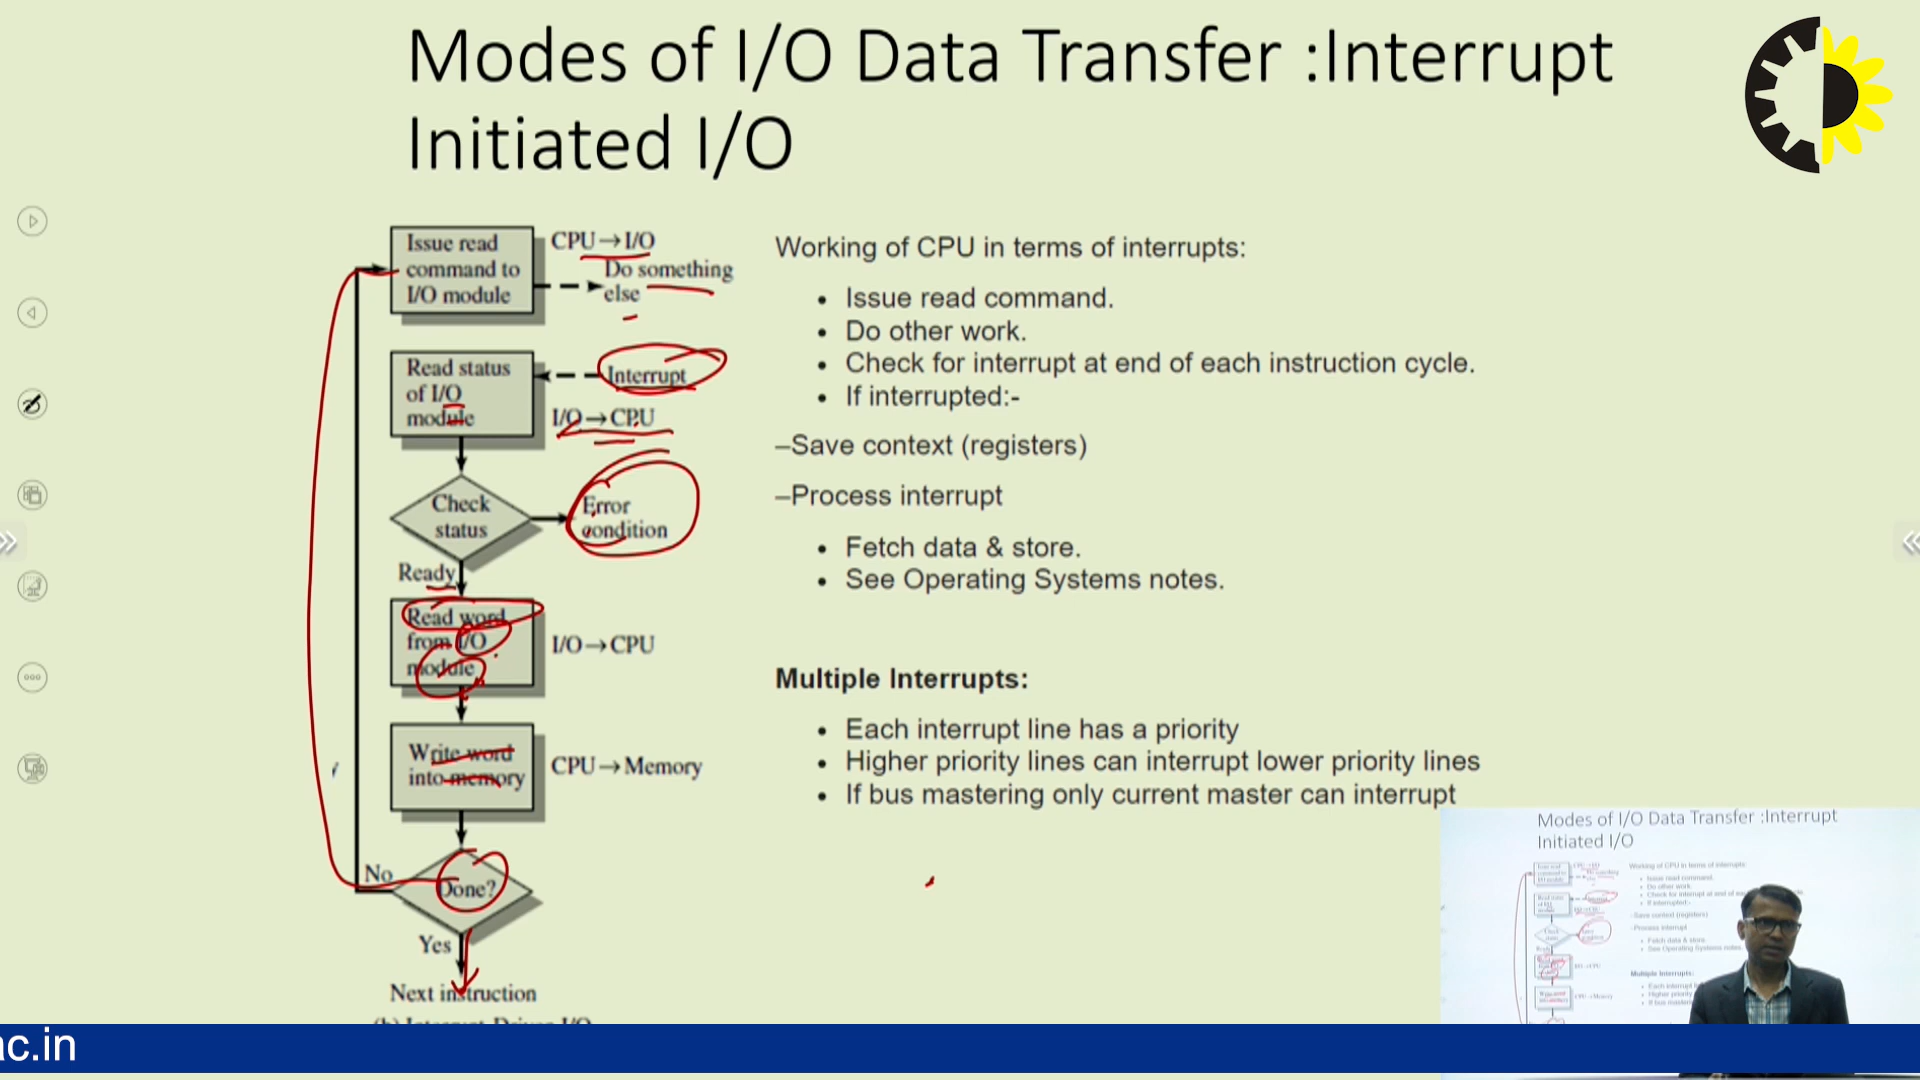 Modes of I/O Data Transfer :Interrupt
Initiated I/O
Issue read
command to
I/O module
CPU→I/O
Do something
else
Read status
of I/O
module
Interrupt
I/O→CPU
Check
status
Error
condition
Ready
Read word
from I/O
module
I/O→CPU
Write word
into memory
CPU→Memory
No
Done?
Yes
Next instruction
Working of CPU in terms of interrupts:
• Issue read command.
• Do other work.
• Check for interrupt at end of each instruction cycle.
• If interrupted:-
–Save context (registers)
–Process interrupt
• Fetch data & store.
• See Operating Systems notes.
Multiple Interrupts:
• Each interrupt line has a priority
• Higher priority lines can interrupt lower priority lines
• If bus mastering only current master can interrupt
Modes of I/O Data Transfer :Interrupt
Initiated I/O
ac.in